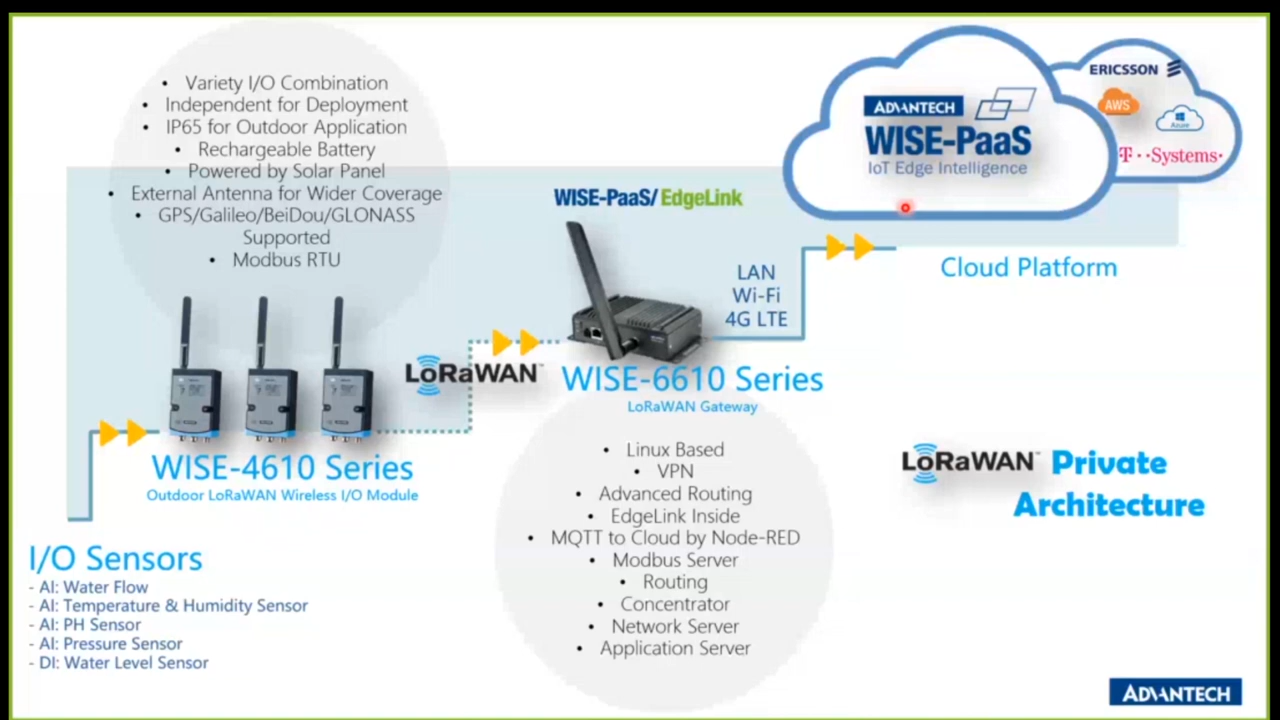 • Variety I/O Combination
• Independent for Deployment
• IP65 for Outdoor Application
• Rechargeable Battery
• Powered by Solar Panel
• External Antenna for Wider Coverage
• GPS/Galileo/BeiDou/GLONASS
Supported
• Modbus RTU
WISE-PaaS/ EdgeLink
ADVANTECH
WISE-PaaS
IoT Edge Intelligence
ERICSSON
AWS
Azure
T··Systems·
Cloud Platform
LAN
Wi-Fi
4G LTE
LoRaWAN™
WISE-4610 Series
Outdoor LoRaWAN Wireless I/O Module
WISE-6610 Series
LoRaWAN Gateway
• Linux Based
• VPN
• Advanced Routing
• EdgeLink Inside
• MQTT to Cloud by Node-RED
• Modbus Server
• Routing
• Concentrator
• Network Server
• Application Server
LoRaWAN™ Private
Architecture
I/O Sensors
- AI: Water Flow
- AI: Temperature & Humidity Sensor
- AI: PH Sensor
- AI: Pressure Sensor
- DI: Water Level Sensor
ADVANTECH